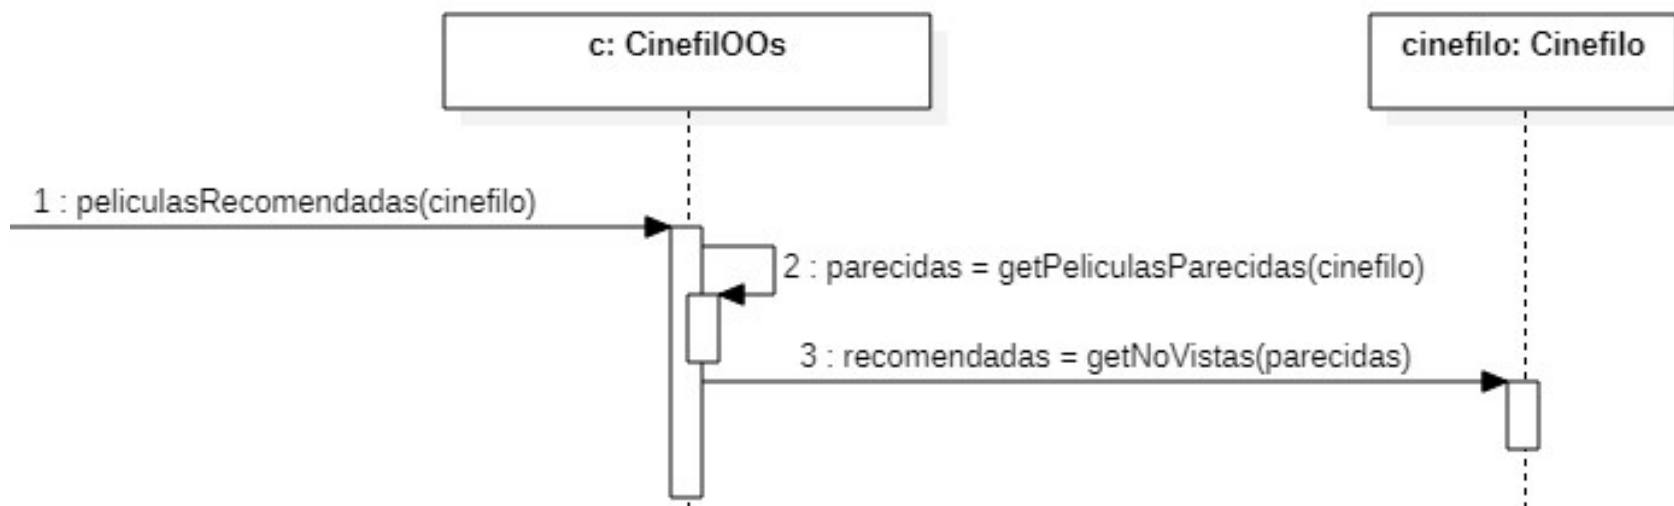 c: CinefilOOs
cinefilo: Cinefilo
1 : peliculasRecomendadas(cinefilo)
2 : parecidas = getPeliculasParecidas(cinefilo)
3 : recomendadas = getNoVistas(parecidas)